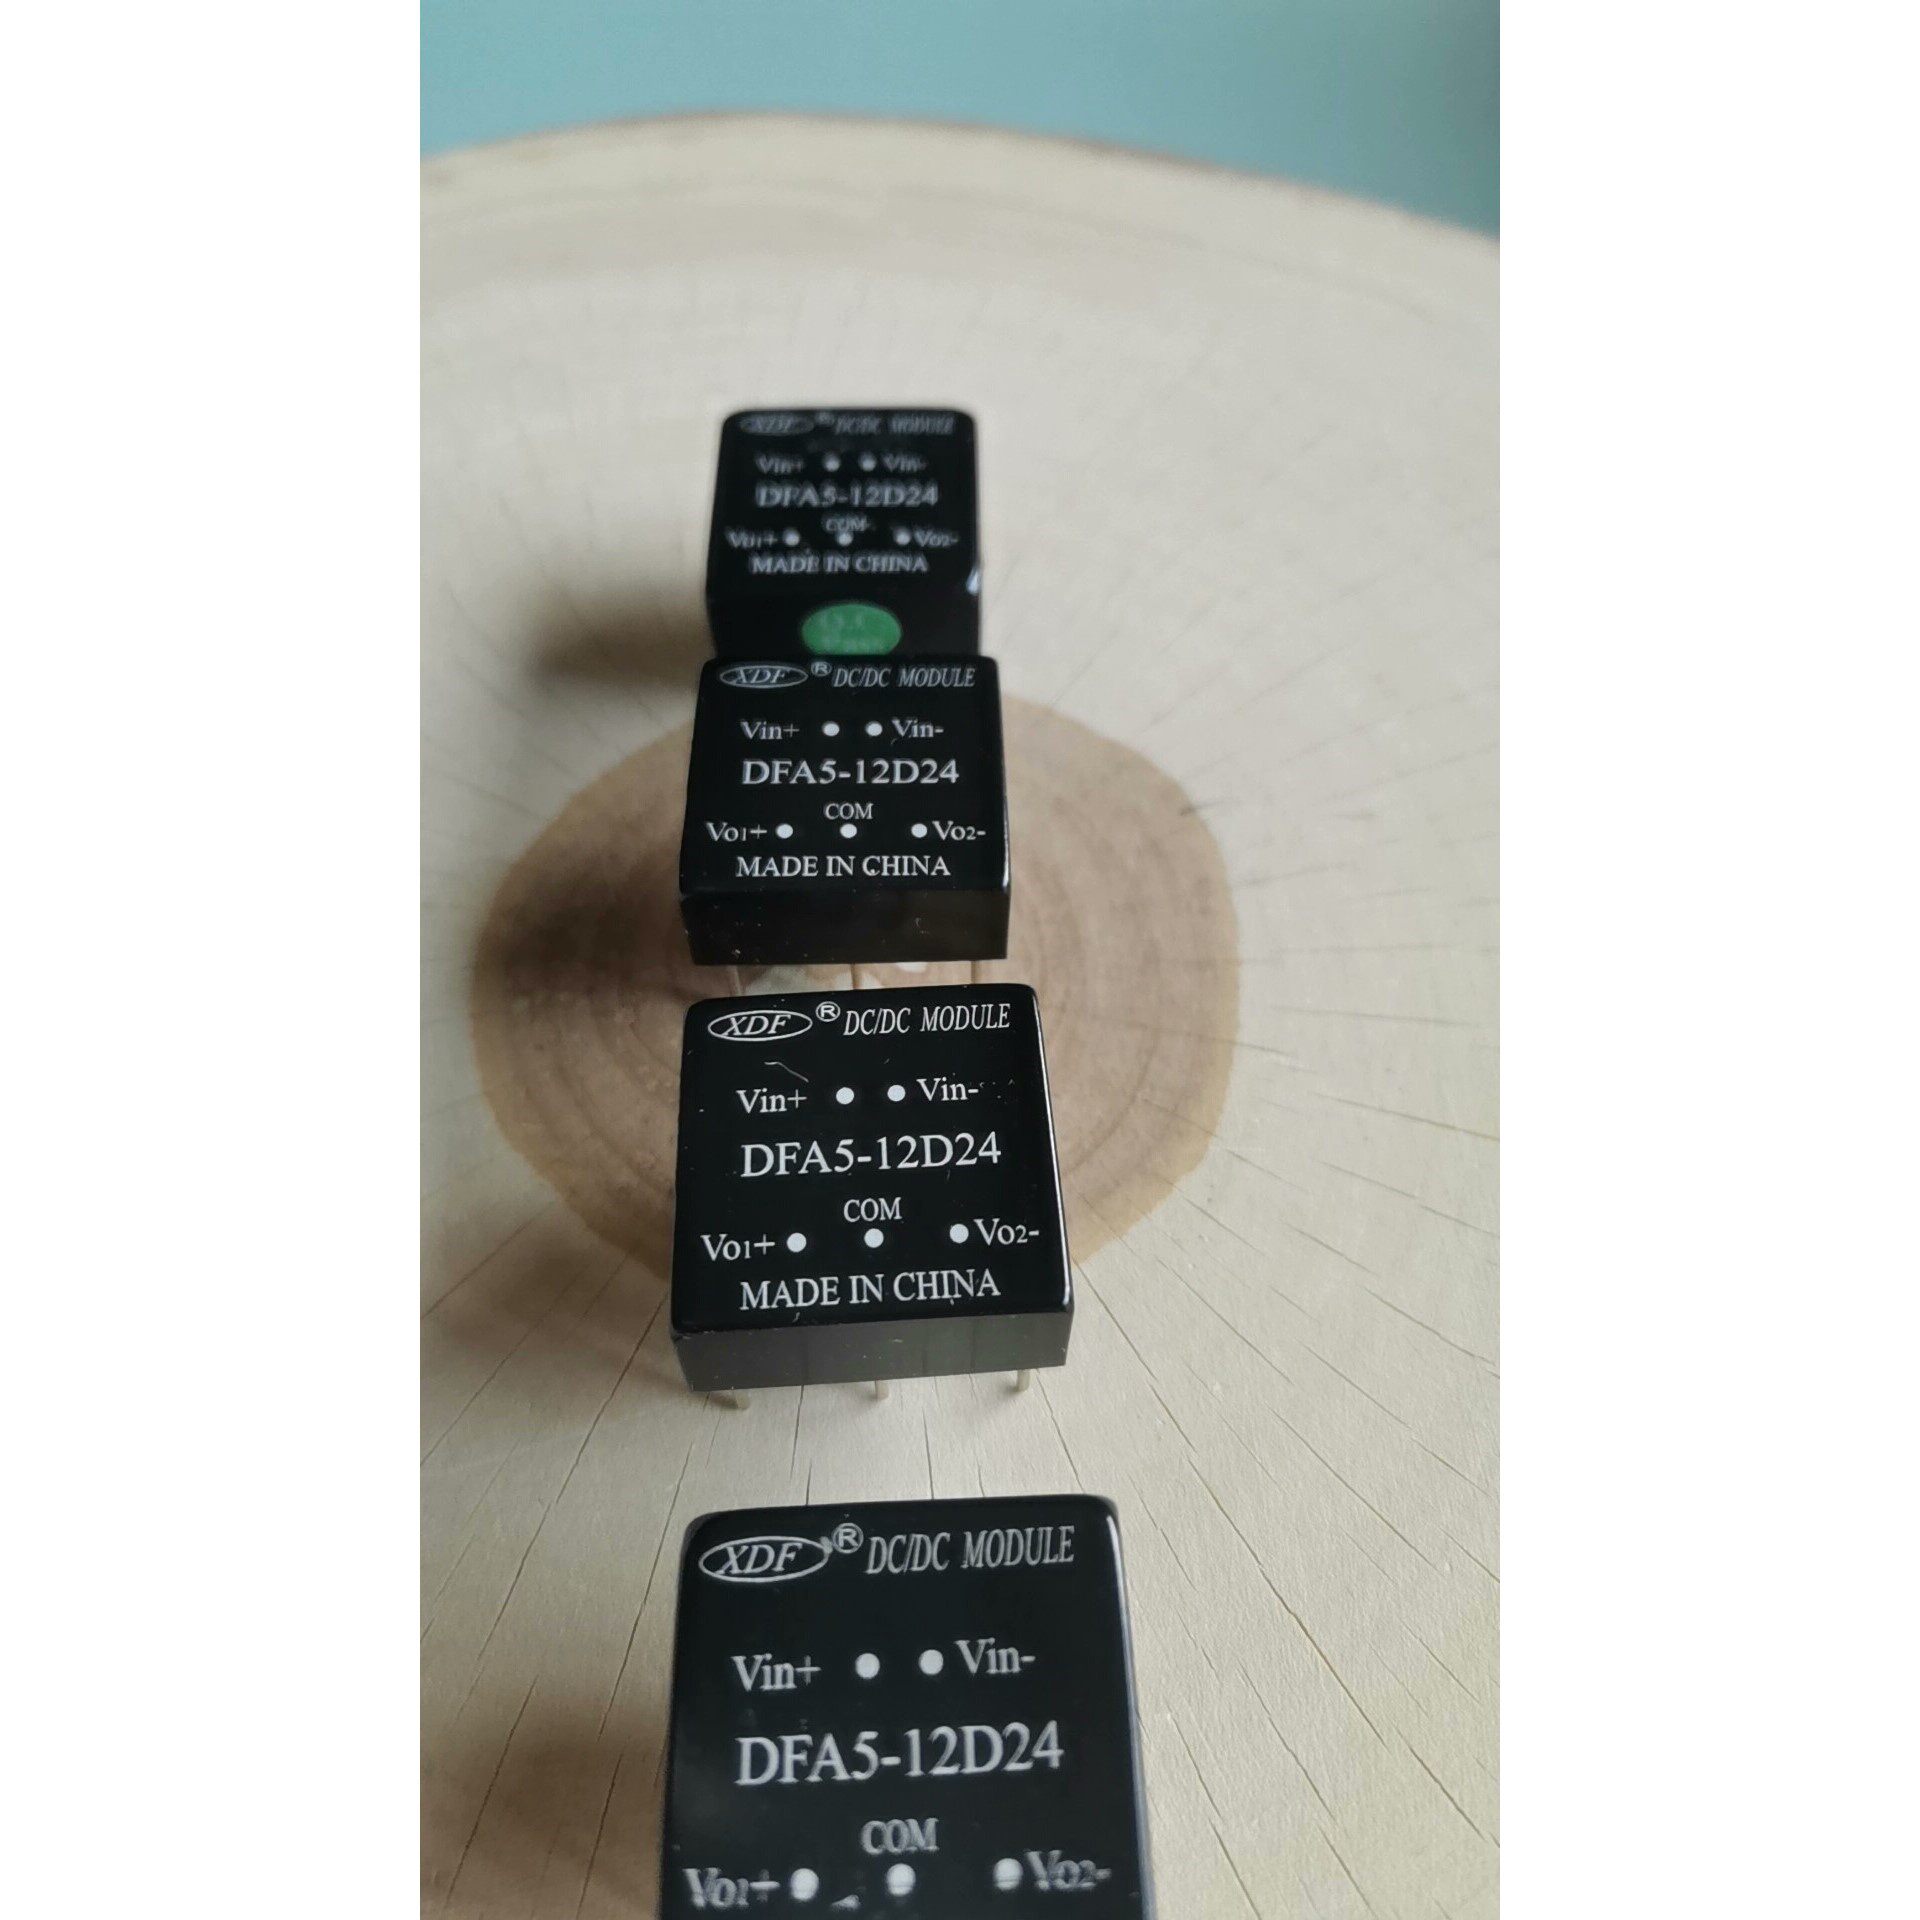 XDF ® DC/DC MODULE
Vin+ Vin-
DFA5-12D24
COM
Vo1+ Vo2-
MADE IN CHINA
XDF ® DC/DC MODULE
Vin+ Vin-
DFA5-12D24
COM
Vo1+ Vo2-
MADE IN CHINA
XDF ® DC/DC MODULE
Vin+ Vin-
DFA5-12D24
COM
Vo1+ Vo2-
MADE IN CHINA
XDF ® DC/DC MODULE
Vin+ Vin-
DFA5-12D24
COM
Vo1+ Vo2-